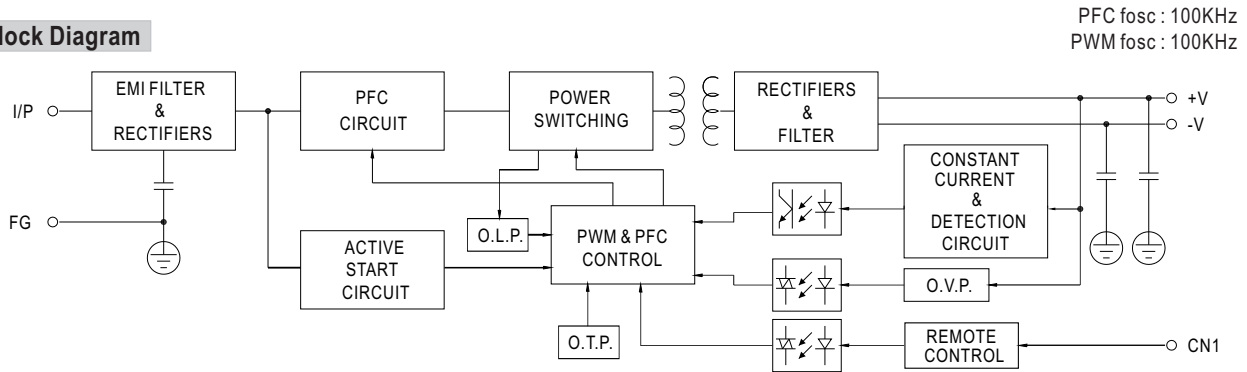 lock Diagram
PFC fosc : 100KHz
PWM fosc : 100KHz
I/P
EMI FILTER
&
RECTIFIERS
PFC
CIRCUIT
POWER
SWITCHING
RECTIFIERS
&
FILTER
+V
-V
CONSTANT
CURRENT
&
DETECTION
CIRCUIT
FG
O.L.P.
PWM & PFC
CONTROL
ACTIVE
START
CIRCUIT
O.V.P.
O.T.P.
REMOTE
CONTROL
CN1